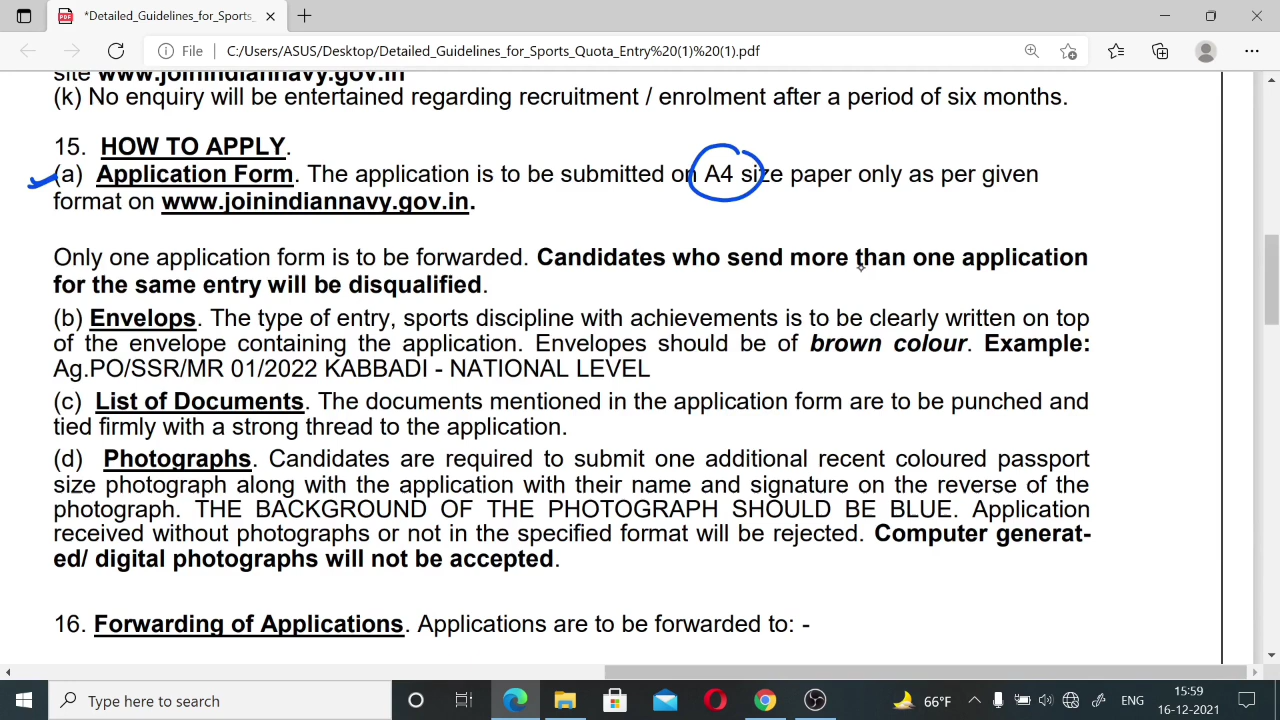 *Detailed_Guidelines_for_Sports_
File C:/Users/ASUS/Desktop/Detailed_Guidelines_for_Sports_Quota_Entry%20(1)%20(1).pdf
site www.joinindiannavy.gov.in
(k) No enquiry will be entertained regarding recruitment / enrolment after a period of six months.
15. HOW TO APPLY.
(a) Application Form. The application is to be submitted on A4 size paper only as per given
format on www.joinindiannavy.gov.in.
Only one application form is to be forwarded. Candidates who send more than one application
for the same entry will be disqualified.
(b) Envelops. The type of entry, sports discipline with achievements is to be clearly written on top
of the envelope containing the application. Envelopes should be of brown colour. Example:
Ag.PO/SSR/MR 01/2022 KABBADI - NATIONAL LEVEL
(c) List of Documents. The documents mentioned in the application form are to be punched and
tied firmly with a strong thread to the application.
(d) Photographs. Candidates are required to submit one additional recent coloured passport
size photograph along with the application with their name and signature on the reverse of the
photograph. THE BACKGROUND OF THE PHOTOGRAPH SHOULD BE BLUE. Application
received without photographs or not in the specified format will be rejected. Computer generat-
ed/ digital photographs will not be accepted.
16. Forwarding of Applications. Applications are to be forwarded to: -
Type here to search
66°F
ENG
15:59
16-12-2021